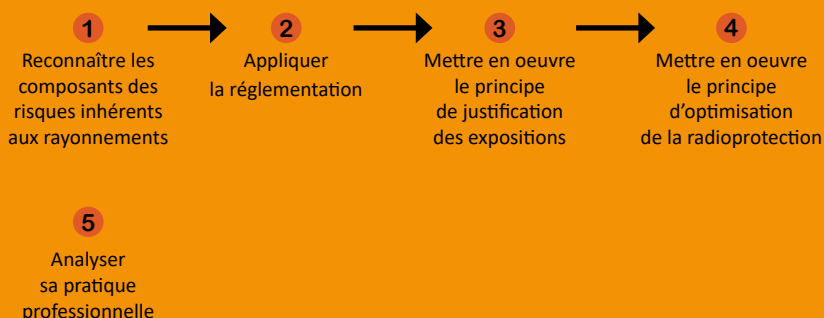 1
Reconnaître les
composants des
risques inhérents
aux rayonnements
2
Appliquer
la réglementation
3
Mettre en oeuvre
le principe
de justification
des expositions
4
Mettre en oeuvre
le principe
d'optimisation
de la radioprotection
5
Analyser
sa pratique
professionnelle